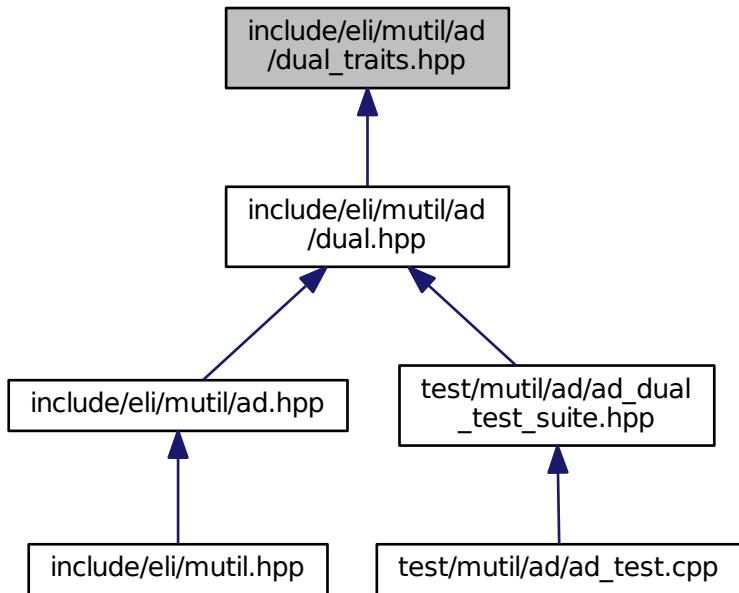 include/eli/mutil/ad
/dual_traits.hpp
include/eli/mutil/ad
/dual.hpp
include/eli/mutil/ad.hpp
test/mutil/ad/ad_dual
_test_suite.hpp
include/eli/mutil.hpp
test/mutil/ad/ad_test.cpp